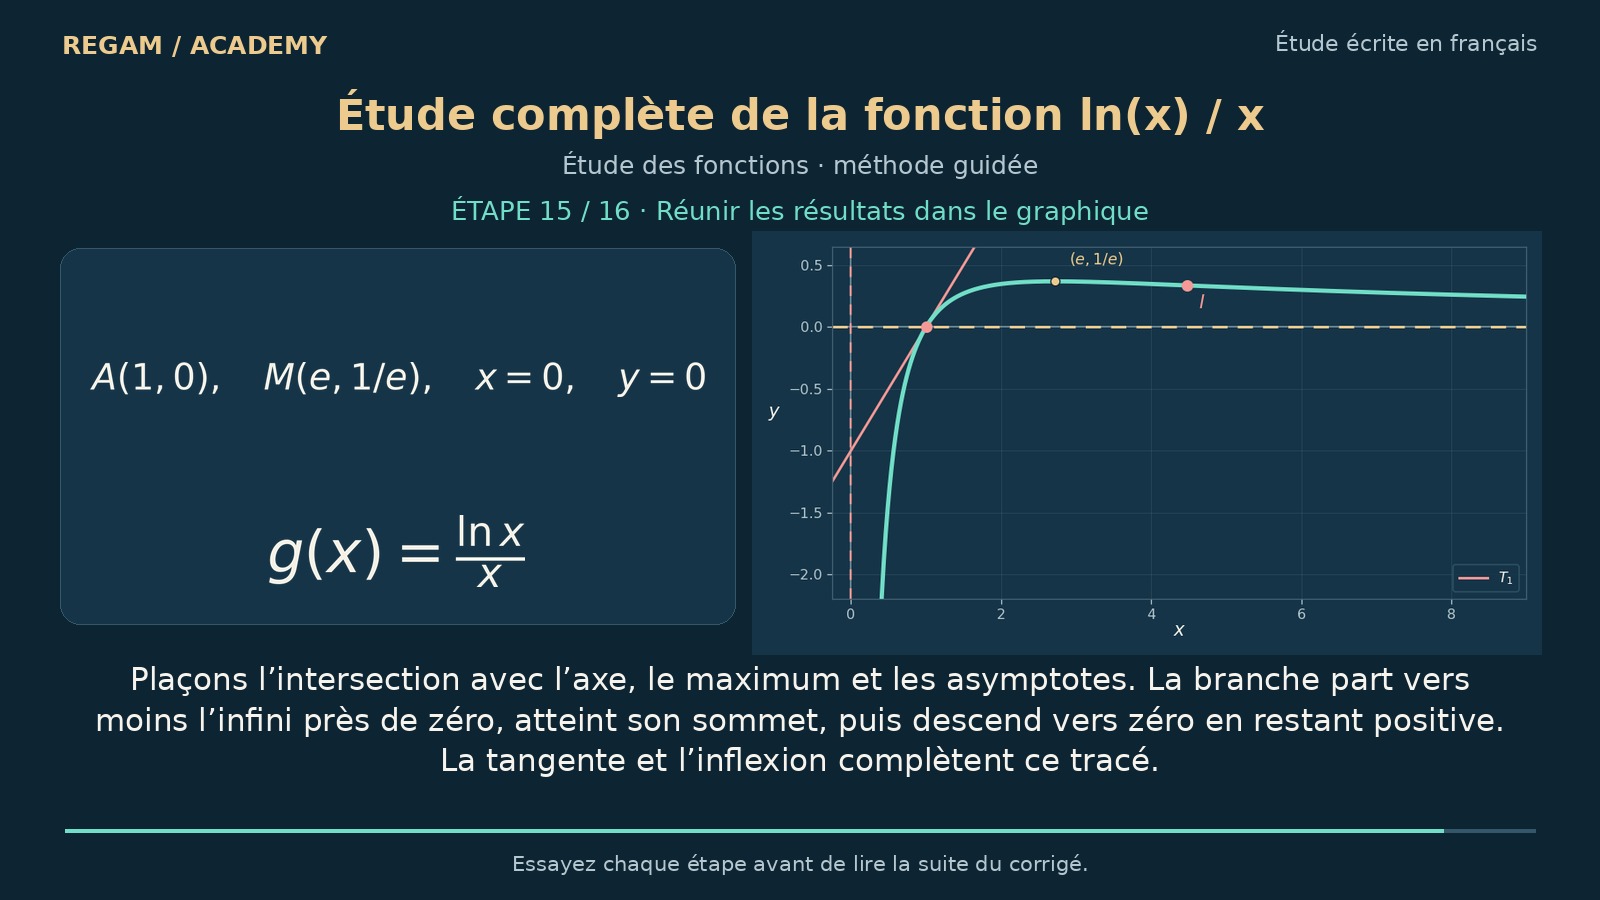 REGAM / ACADEMY
Étude écrite en français
Étude complète de la fonction ln(x) / x
Étude des fonctions · méthode guidée
ÉTAPE 15 / 16 · Réunir les résultats dans le graphique
A(1, 0), M(e, 1/e), x = 0, y = 0
g(x) = ln x / x
(e, 1/e)
I
0.5
0.0
−0.5
−1.0
−1.5
−2.0
y
0 2 4 6 8
x
T₁
Plaçons l’intersection avec l’axe, le maximum et les asymptotes. La branche part vers
moins l’infini près de zéro, atteint son sommet, puis descend vers zéro en restant positive.
La tangente et l’inflexion complètent ce tracé.
Essayez chaque étape avant de lire la suite du corrigé.